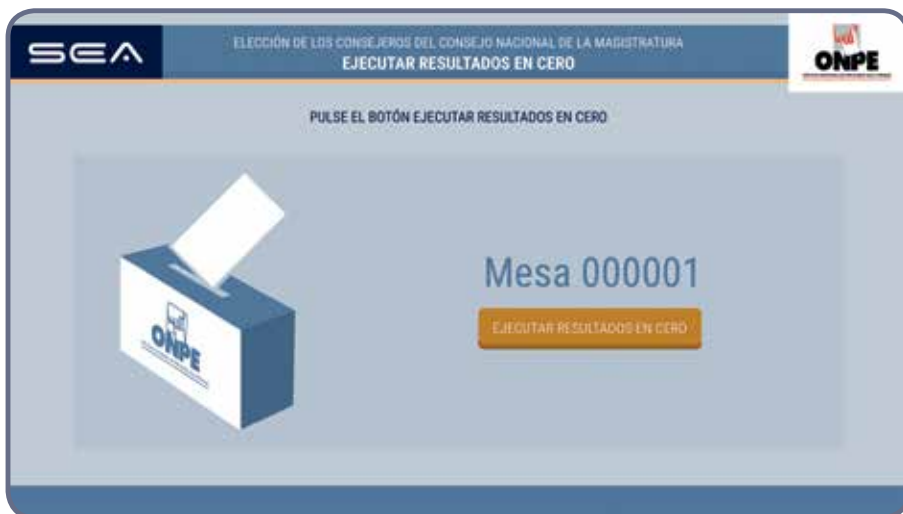 SEA
ELECCIÓN DE LOS CONSEJEROS DEL CONSEJO NACIONAL DE LA MAGISTRATURA
EJECUTAR RESULTADOS EN CERO
ONPE
PULSE EL BOTÓN EJECUTAR RESULTADOS EN CERO
Mesa 000001
EJECUTAR RESULTADOS EN CERO
ONPE